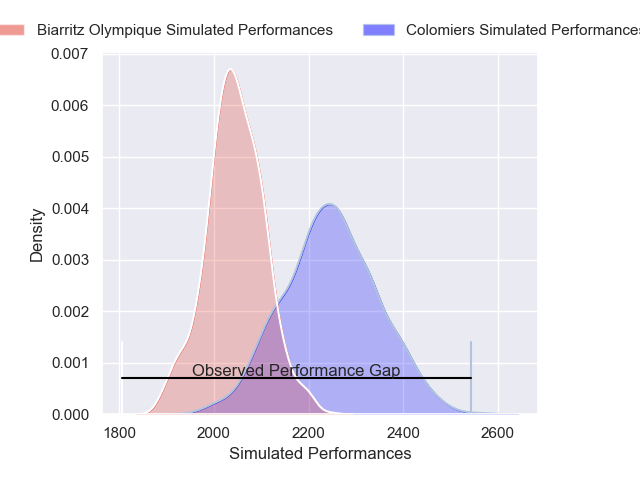 Biarritz Olympique Simulated Performances
Colomiers Simulated Performances
0.007
0.006
0.005
0.004
0.003
0.002
0.001
0.000
Density
Observed Performance Gap
1800
2000
2200
2400
2600
Simulated Performances